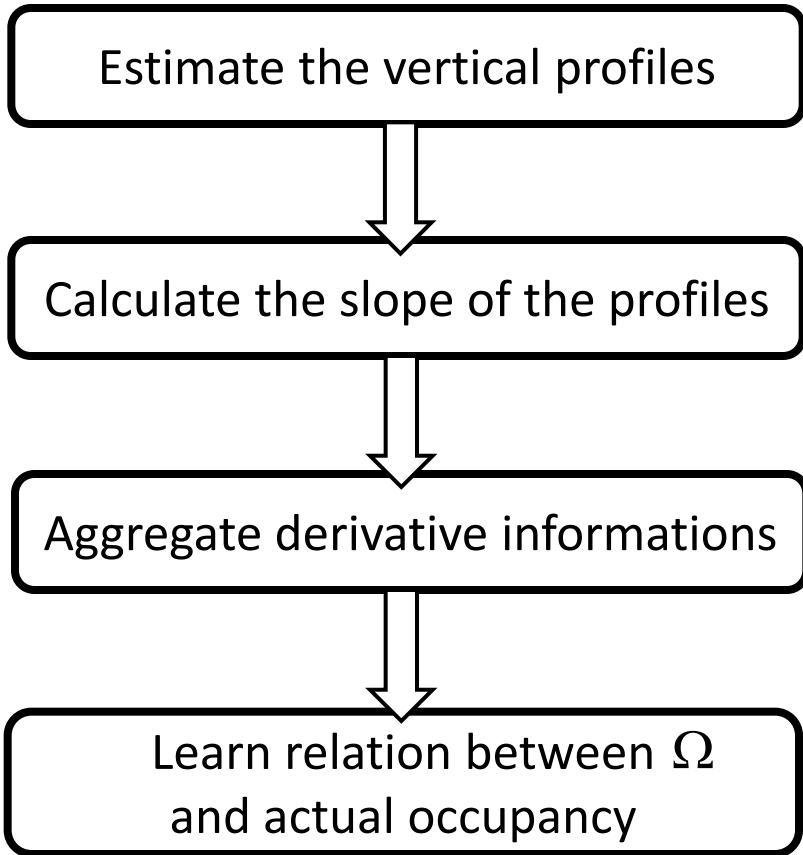 Estimate the vertical profiles
Calculate the slope of the profiles
Aggregate derivative informations
Learn relation between Ω
and actual occupancy